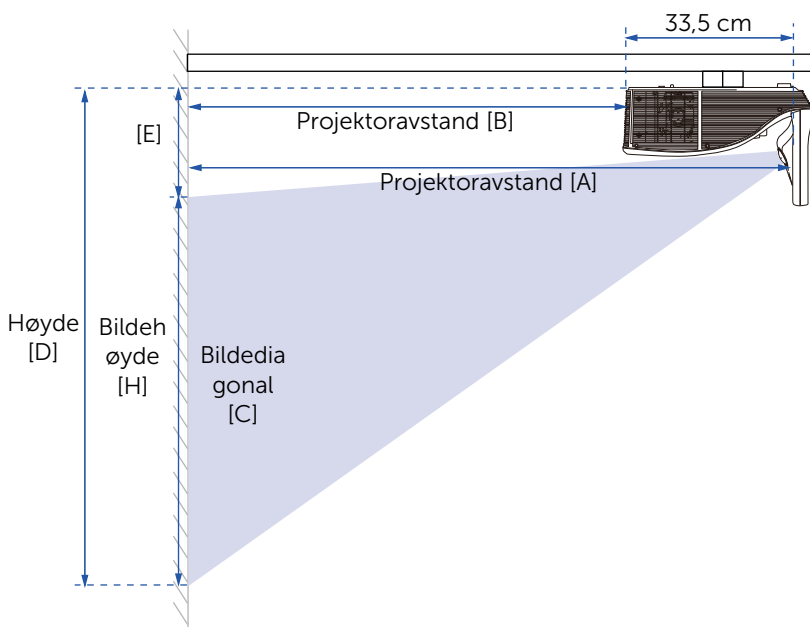 33,5 cm
Projektoravstand [B]
[E]
Projektoravstand [A]
Høyde
[D]
Bildeh
øyde
[H]
Bildedia
gonal
[C]